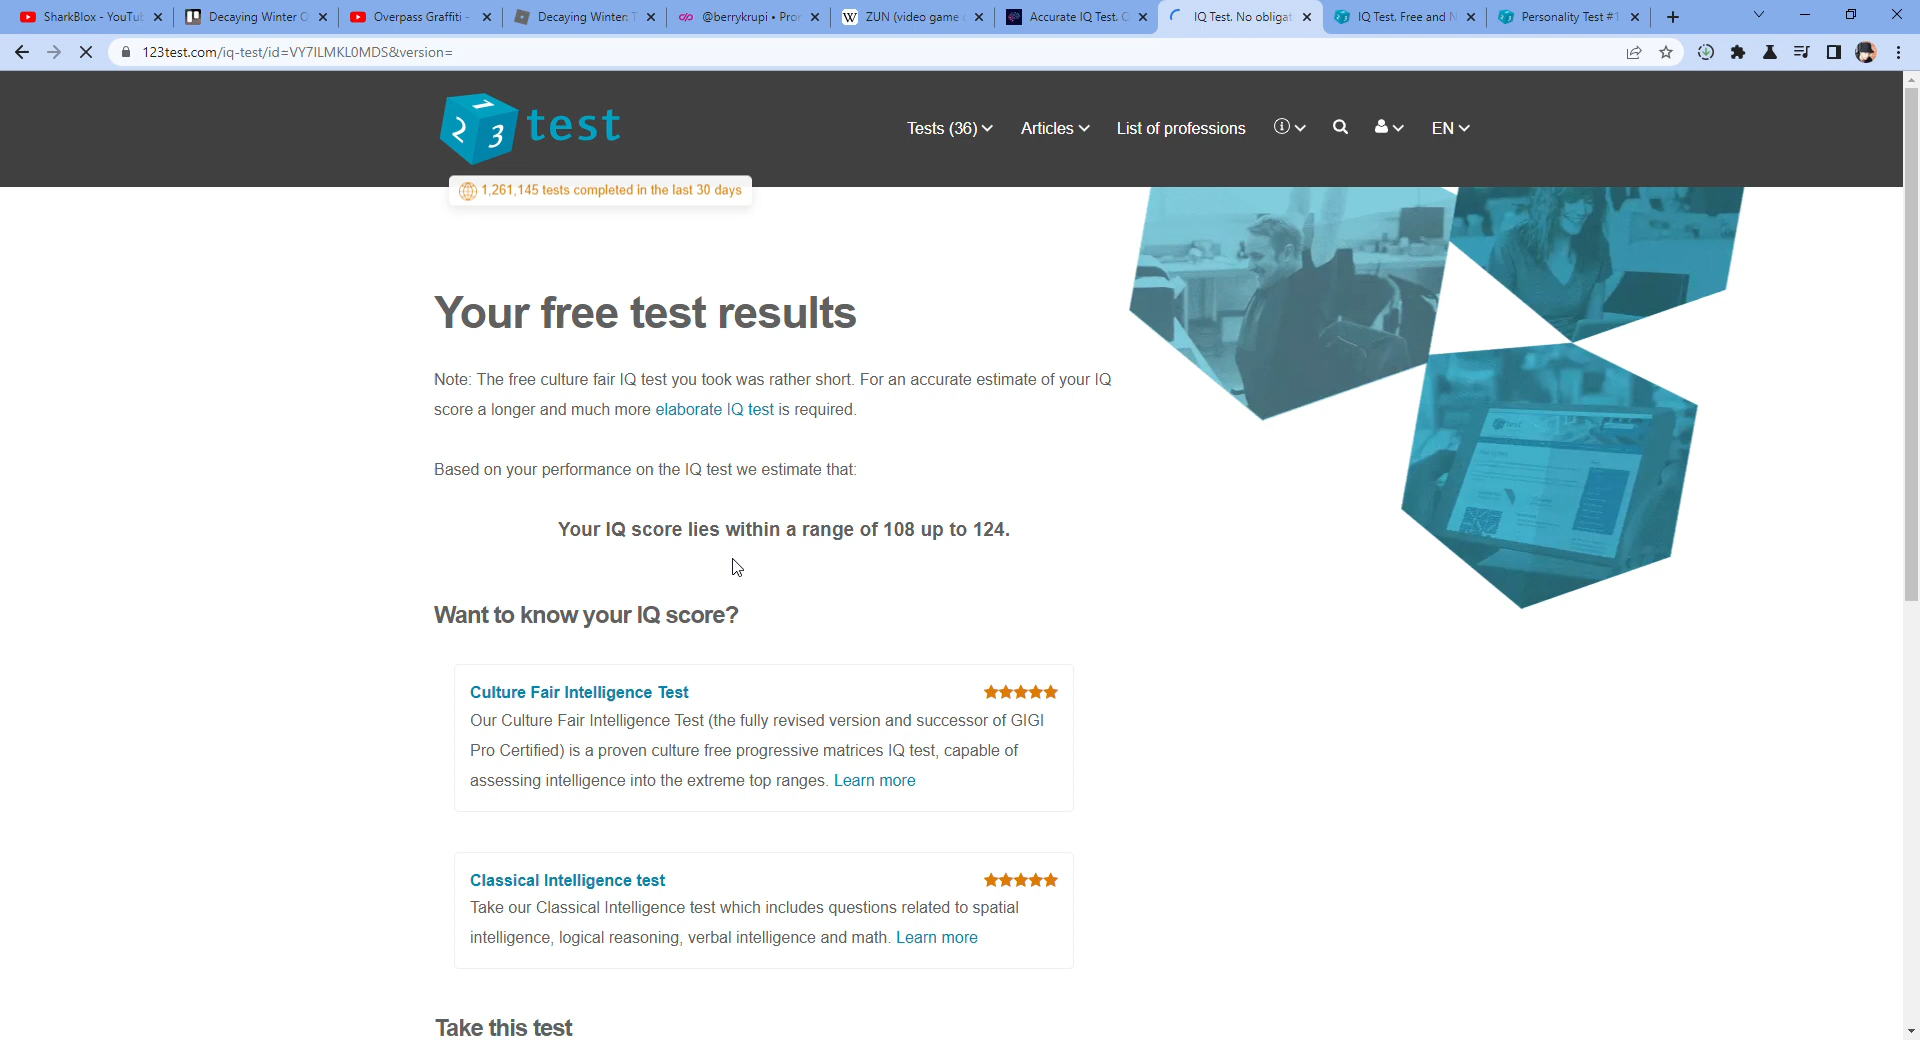 SharkBlox - YouTu
Decaying Winter
Overpass Graffiti -
Decaying Winter:
@berrykrupi • Pro
ZUN (video game
Accurate IQ Test.
IQ Test. No obligat
IQ Test. Free and
Personality Test #1
123test.com/iq-test/id=VY7ILMKL0MDS&version=
1 2 3 test
Tests (36)
Articles
List of professions
EN
1,261,145 tests completed in the last 30 days
Your free test results
Note: The free culture fair IQ test you took was rather short. For an accurate estimate of your IQ
score a longer and much more elaborate IQ test is required.
Based on your performance on the IQ test we estimate that:
Your IQ score lies within a range of 108 up to 124.
Want to know your IQ score?
Culture Fair Intelligence Test
Our Culture Fair Intelligence Test (the fully revised version and successor of GIGI
Pro Certified) is a proven culture free progressive matrices IQ test, capable of
assessing intelligence into the extreme top ranges. Learn more
Classical Intelligence test
Take our Classical Intelligence test which includes questions related to spatial
intelligence, logical reasoning, verbal intelligence and math. Learn more
Take this test